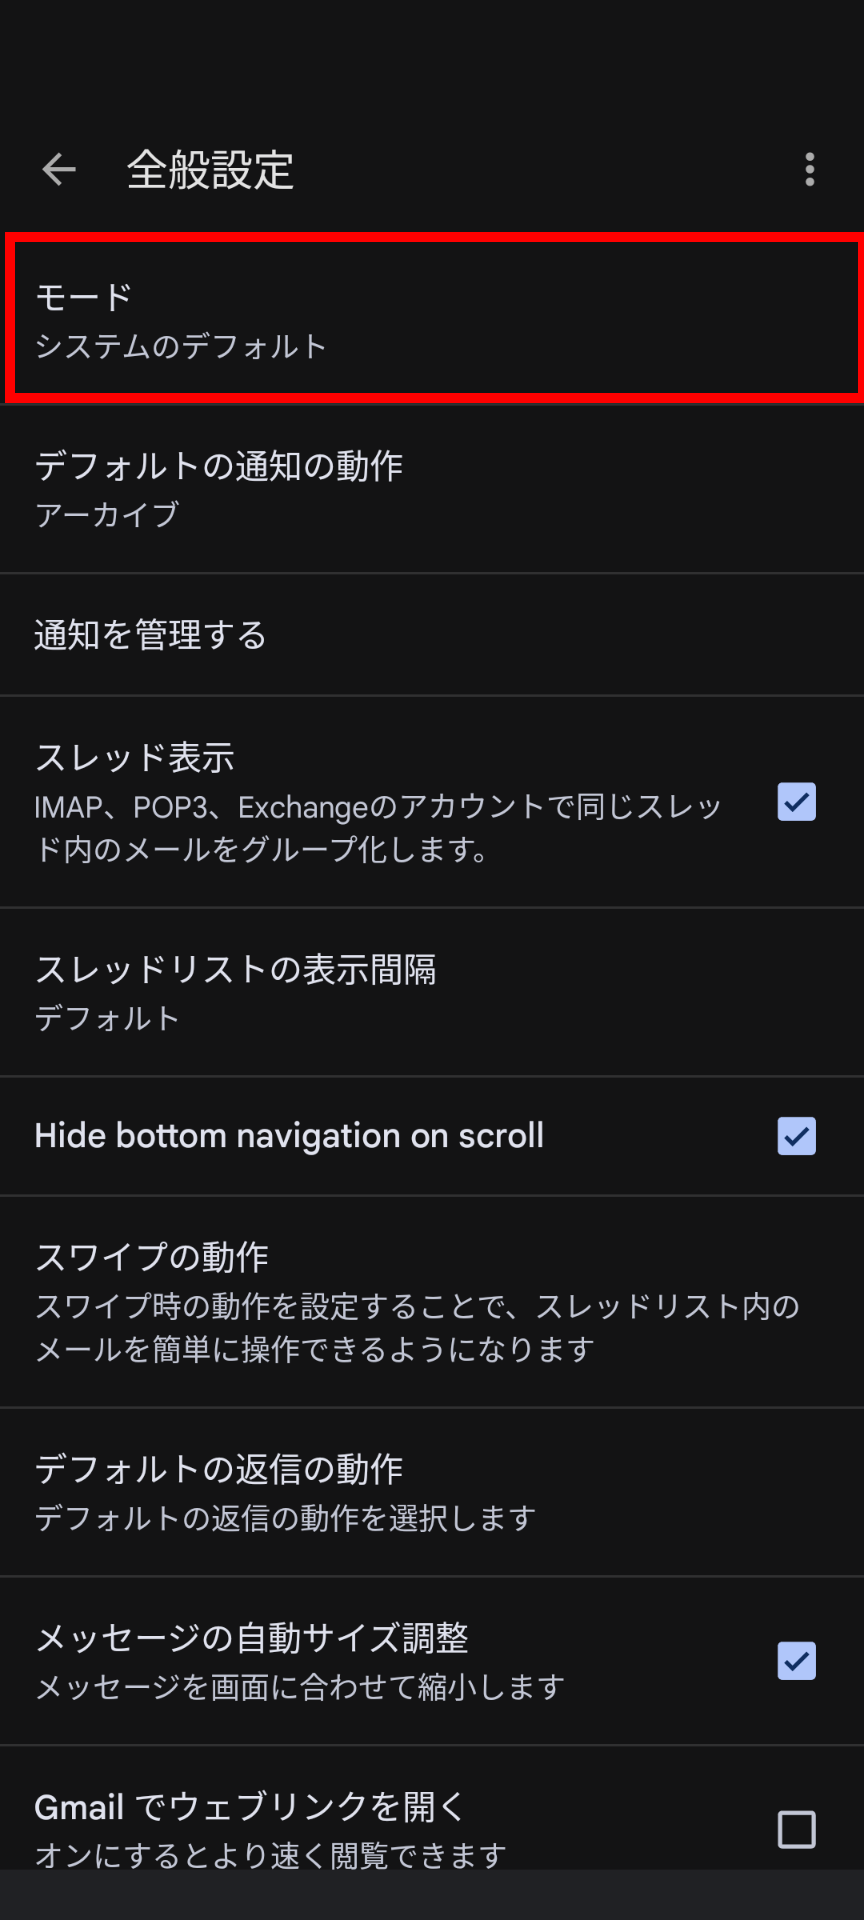 全般設定
モード
システムのデフォルト
デフォルトの通知の動作
アーカイブ
通知を管理する
スレッド表示
IMAP、POP3、Exchangeのアカウントで同じスレッ
ド内のメールをグループ化します。
スレッドリストの表示間隔
デフォルト
Hide bottom navigation on scroll
スワイプの動作
スワイプ時の動作を設定することで、スレッドリスト内の
メールを簡単に操作できるようになります
デフォルトの返信の動作
デフォルトの返信の動作を選択します
メッセージの自動サイズ調整
メッセージを画面に合わせて縮小します
Gmail でウェブリンクを開く
オンにするとより速く閲覧できます